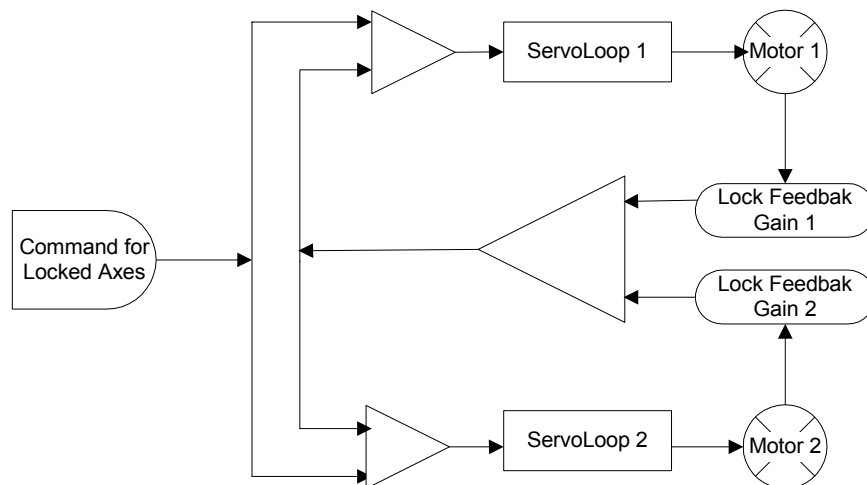 ServoLoop 1
Motor 1
Lock Feedbak
Gain 1
Command for
Locked Axes
Lock Feedbak
Gain 2
ServoLoop 2
Motor 2